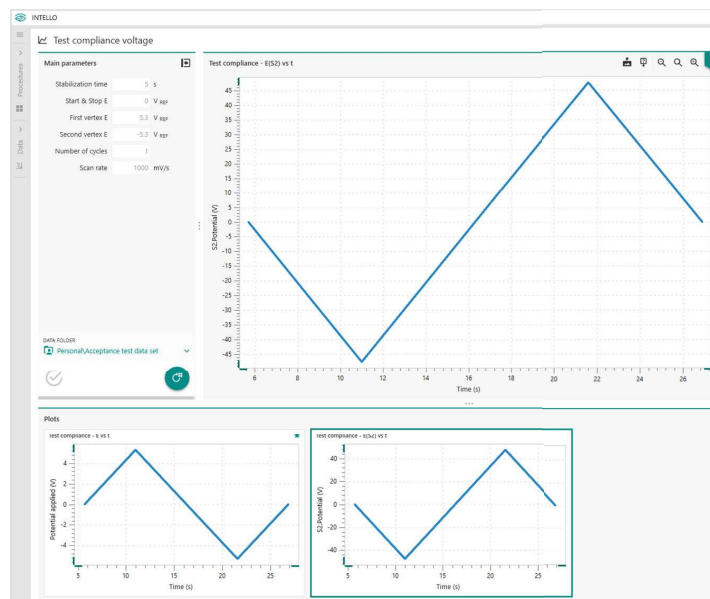 INTELLO
Test compliance voltage
Procedures
Data
Main parameters
Stabilization time 5 s
Start & Stop E 0 V REF
First vertex E 5.3 V REF
Second vertex E -5.3 V REF
Number of cycles 1
Scan rate 1000 mV/s
DATA FOLDER
Personal\Acceptance test data set
Test compliance - E(S2) vs t
S2.Potential (V)
45
40
35
30
25
20
15
10
5
0
-5
-10
-15
-20
-25
-30
-35
-40
-45
6 8 10 12 14 16 18 20 22 24 26
Time (s)
Plots
Test compliance - E vs t
Potential applied (V)
4
2
0
-2
-4
5 10 15 20 25
Time (s)
Test compliance - E(S2) vs t
S2.Potential (V)
40
20
0
-20
-40
5 10 15 20 25
Time (s)